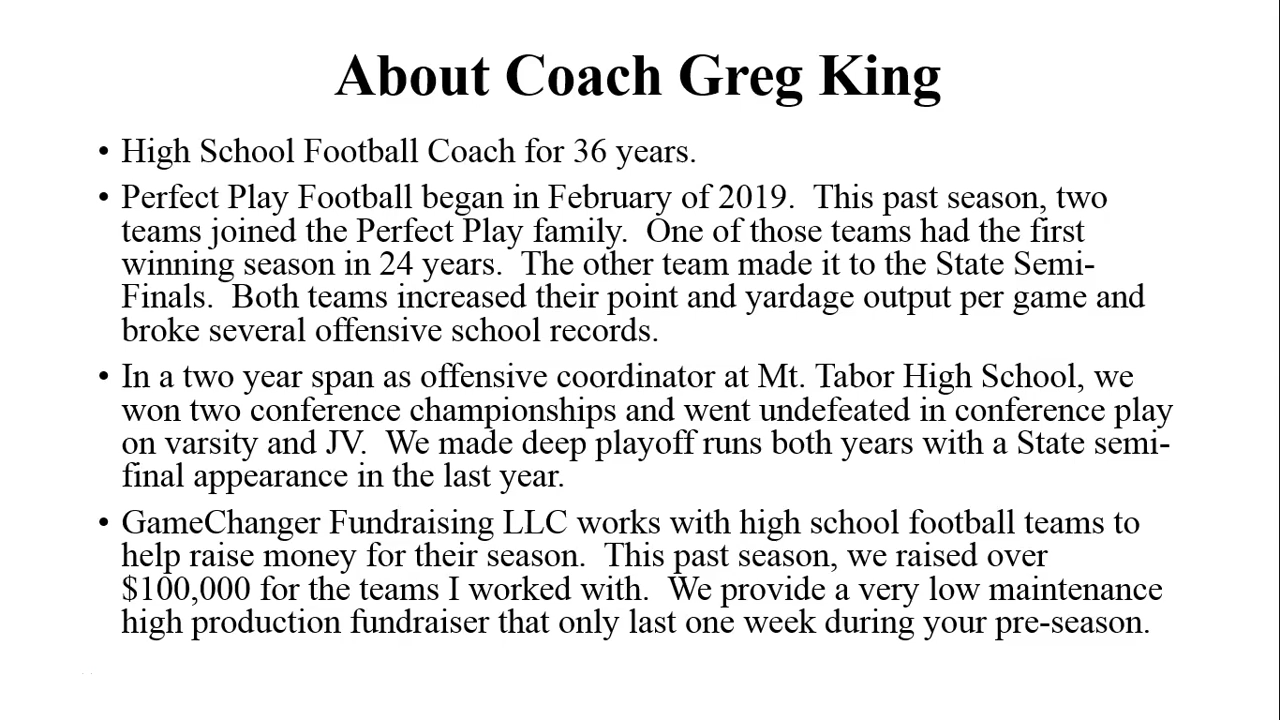 About Coach Greg King
• High School Football Coach for 36 years.
• Perfect Play Football began in February of 2019.  This past season, two
teams joined the Perfect Play family.  One of those teams had the first
winning season in 24 years.  The other team made it to the State Semi-
Finals.  Both teams increased their point and yardage output per game and
broke several offensive school records.
• In a two year span as offensive coordinator at Mt. Tabor High School, we
won two conference championships and went undefeated in conference play
on varsity and JV.  We made deep playoff runs both years with a State semi-
final appearance in the last year.
• GameChanger Fundraising LLC works with high school football teams to
help raise money for their season.  This past season, we raised over
$100,000 for the teams I worked with.  We provide a very low maintenance
high production fundraiser that only last one week during your pre-season.